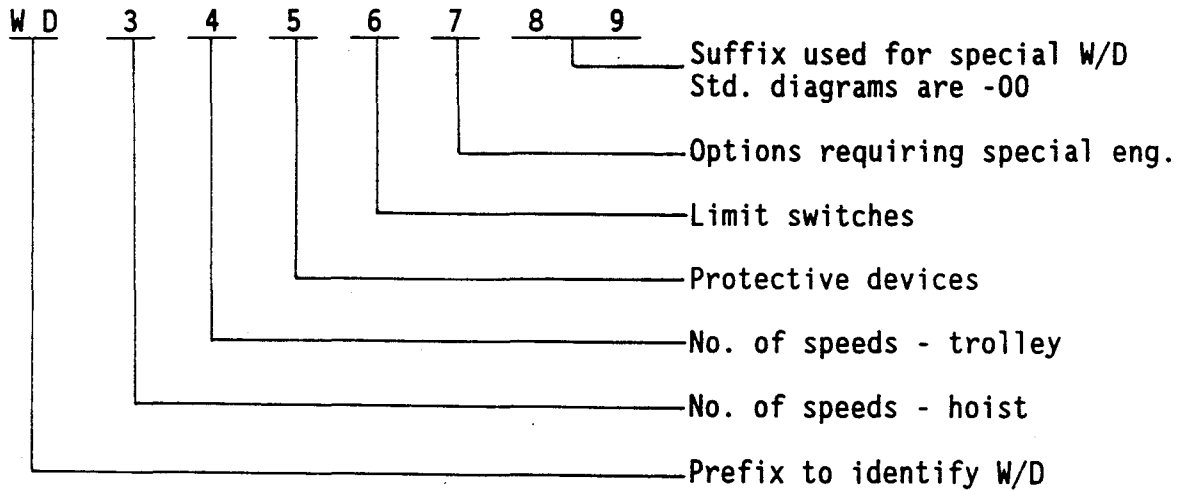 W D 3 4 5 6 7 8 9
Suffix used for special W/D
Std. diagrams are -00
Options requiring special eng.
Limit switches
Protective devices
No. of speeds - trolley
No. of speeds - hoist
Prefix to identify W/D